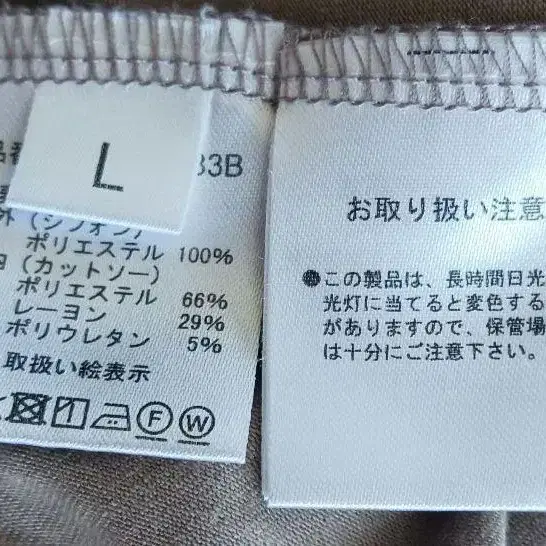 L
33B
(シフォン)
ポリエステル 100%
(カットソー)
ポリエステル 66%
レーヨン 29%
ポリウレタン 5%
取扱い絵表示
F W
お取り扱い注意
●この製品は、長時間日光
光灯に当てると変色する
がありますので、保管場
は十分にご注意下さい。